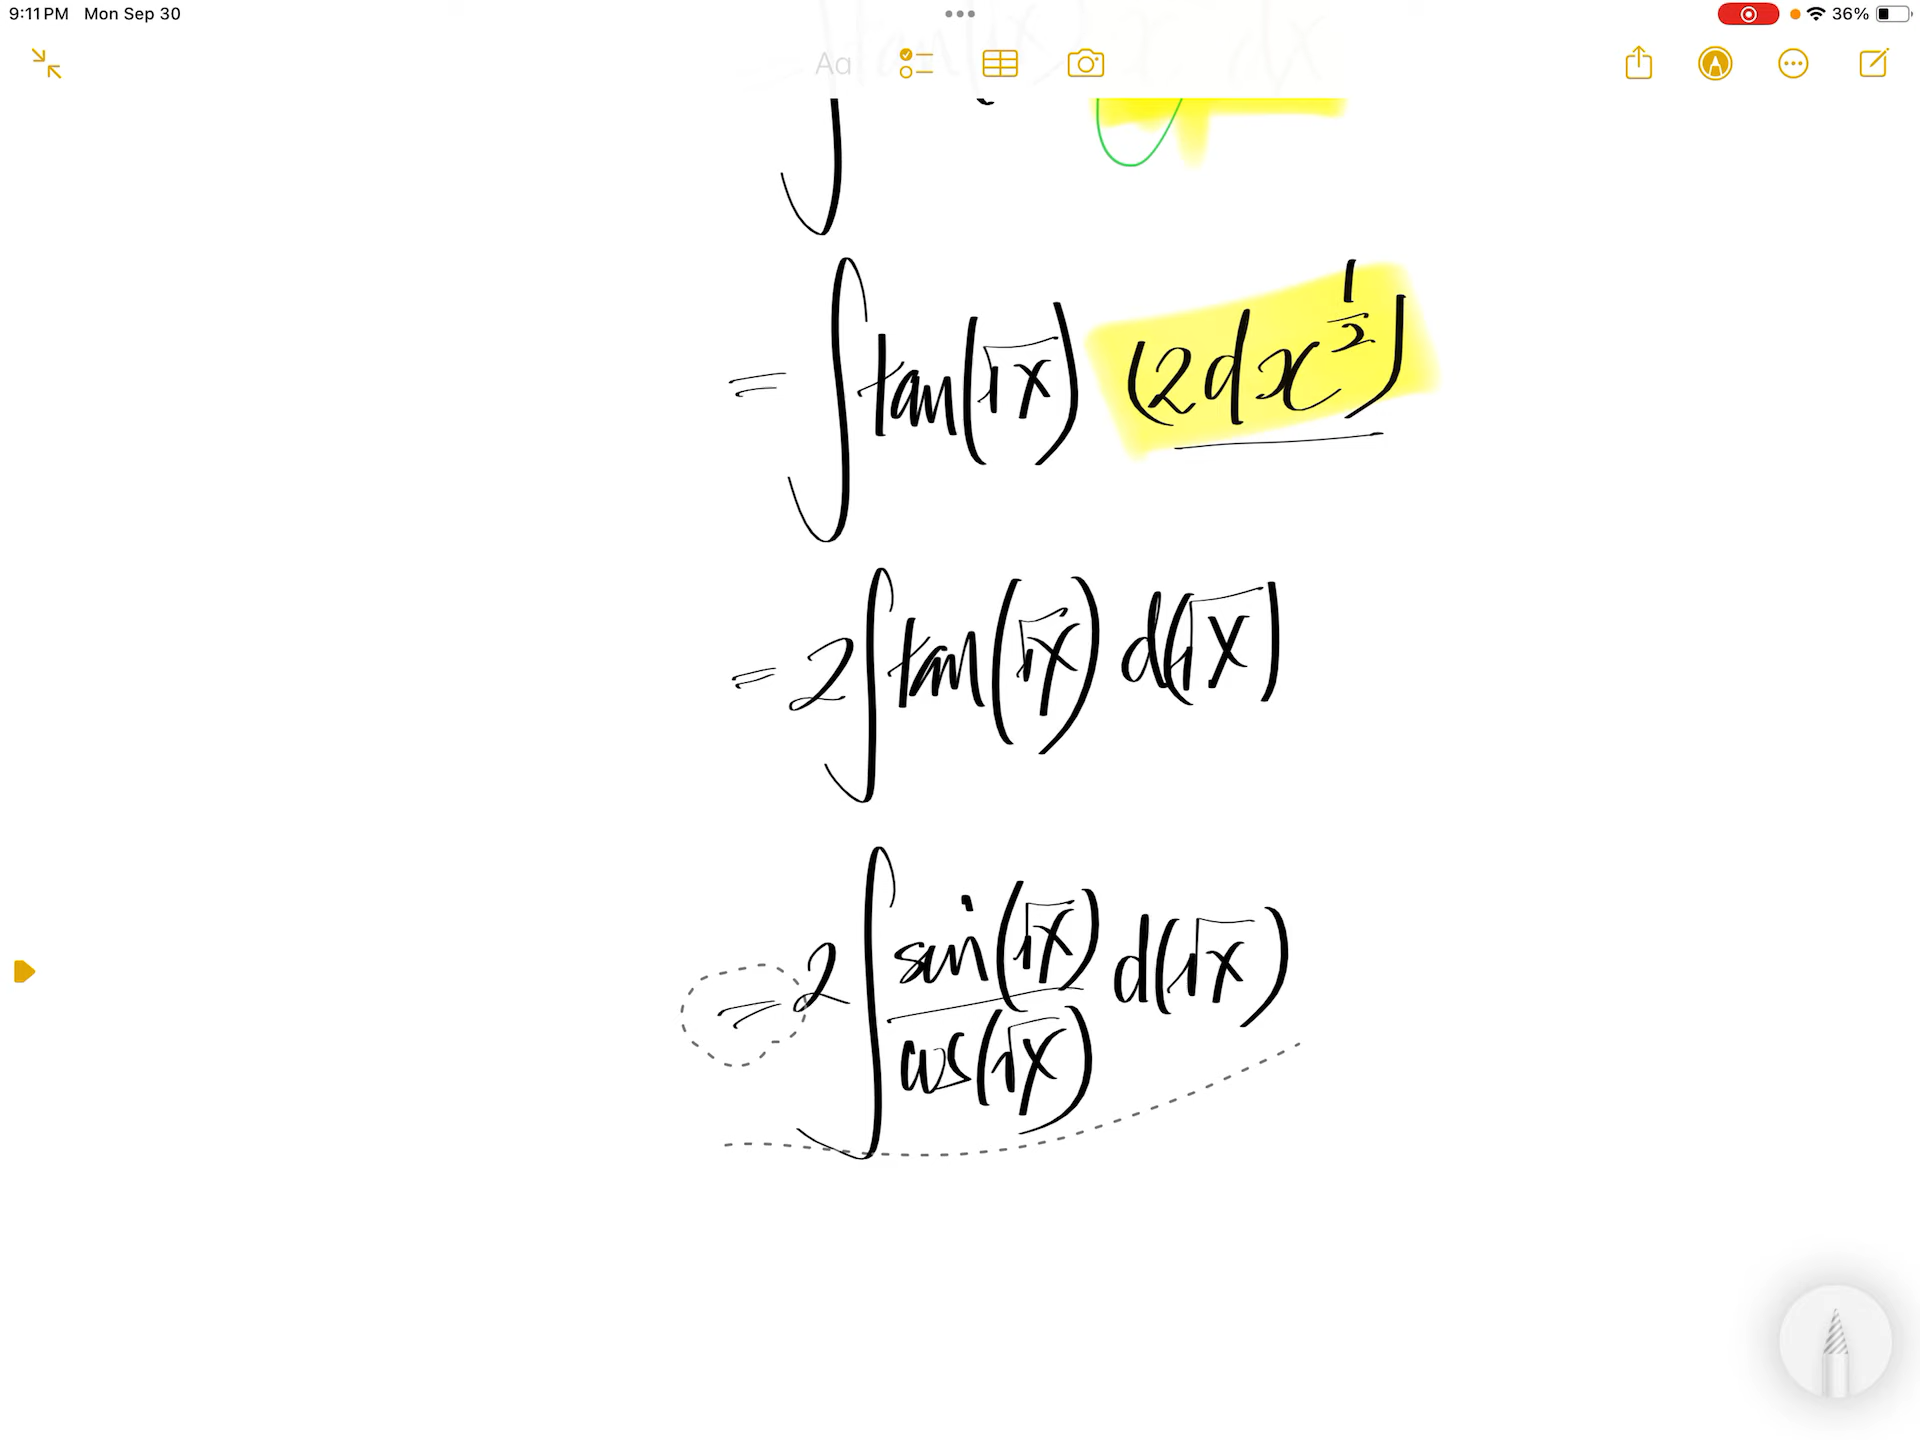 9:11 PM Mon Sep 30
36%
Aa
= ∫ tan(√x) (2dx^(1/2))
= 2∫ tan(√x) d(√x)
= 2∫ sin(√x)/cos(√x) d(√x)